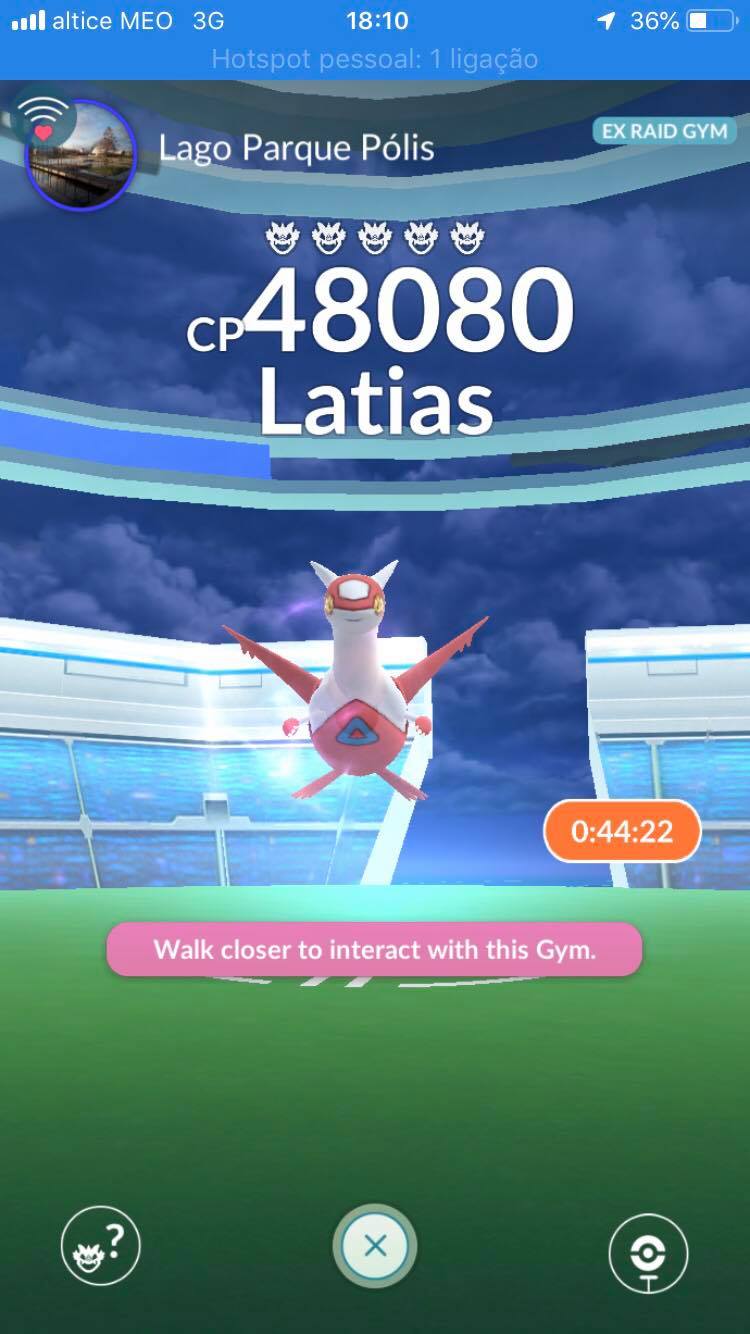 altice MEO 3G 18:10 36%
Hotspot pessoal: 1 ligação
Lago Parque Pólis EX RAID GYM
CP48080
Latias
0:44:22
Walk closer to interact with this Gym.
?